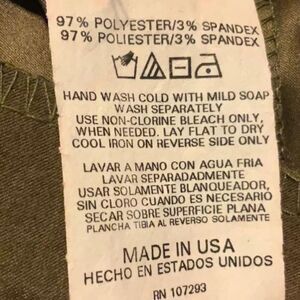 97% POLYESTER/3% SPANDEX
97% POLIESTER/3% SPANDEX
HAND WASH COLD WITH MILD SOAP
WASH SEPARATELY
USE NON-CLORINE BLEACH ONLY,
WHEN NEEDED. LAY FLAT TO DRY
COOL IRON ON REVERSE SIDE ONLY
LAVAR A MANO CON AGUA FRIA
LAVAR SEPARADADMENTE
USAR SOLAMENTE BLANQUEADOR,
SIN CLORO CUANDO ES NECESARIO
SECAR SOBRE SUPERFICIE PLANA
PLANCHA TIBIA AL REVERSO SOLAMENTE
MADE IN USA
HECHO EN ESTADOS UNIDOS
RN 107293